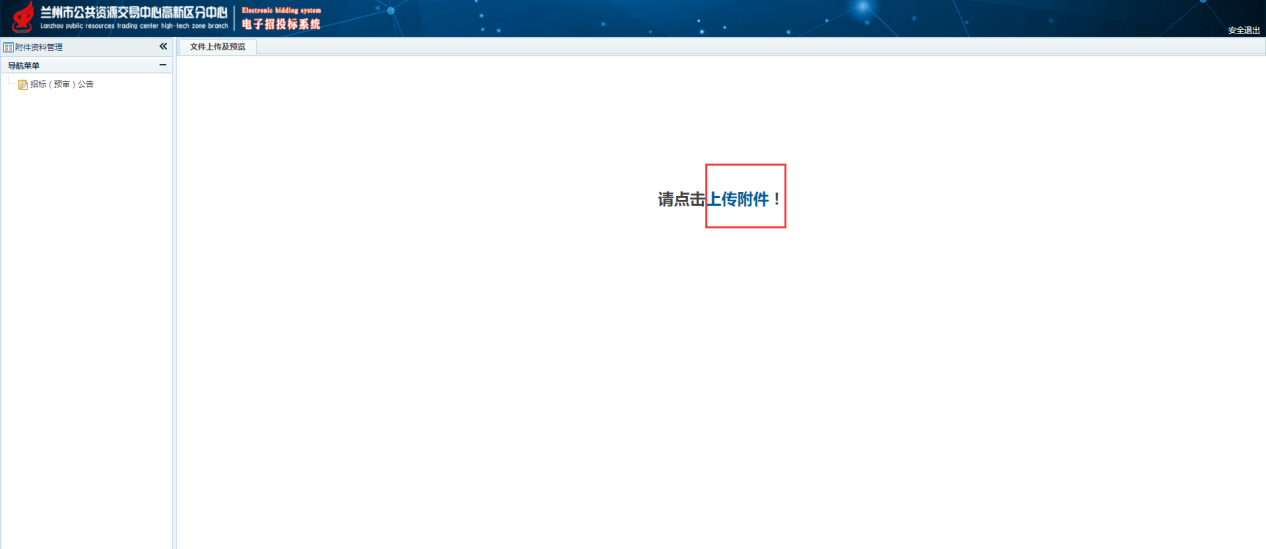 兰州市公共资源交易中心高新区分中心
Lanzhou public resources trading center high-tech zone branch
Electronic bidding system
电子招投标系统
安全退出
附件资料管理
文件上传及预览
导航菜单
招标（预审）公告
请点击上传附件！